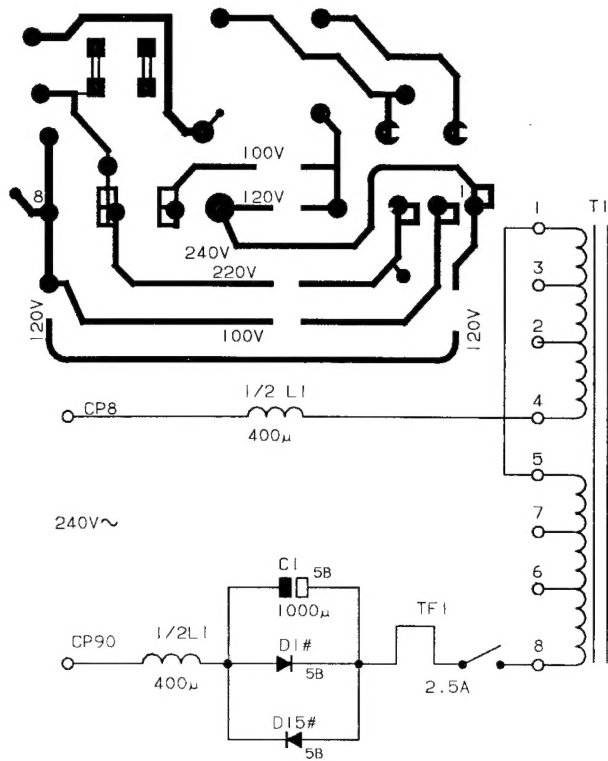 100V
8
120V
1
240V
220V
120V
100V
120V
1
T1
3
2
1/2 L1
CP8
4
400µ
5
7
240V~
C1
5B
6
1000µ
TF1
1/2L1
D1#
CP90
8
5B
400µ
2.5A
D15#
5B